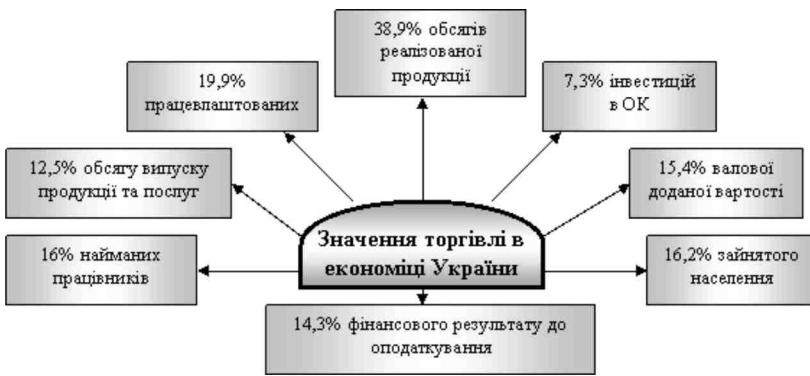 38,9% обсягів
реалізованої
продукції
19,9%
працевлаштованих
7,3% інвестицій
в ОК
12,5% обсягу випуску
продукції та послуг
15,4% валової
доданої вартості
Значення торгівлі в
економіці України
16% найманих
працівників
16,2% зайнятого
населення
14,3% фінансового результату до
оподаткування